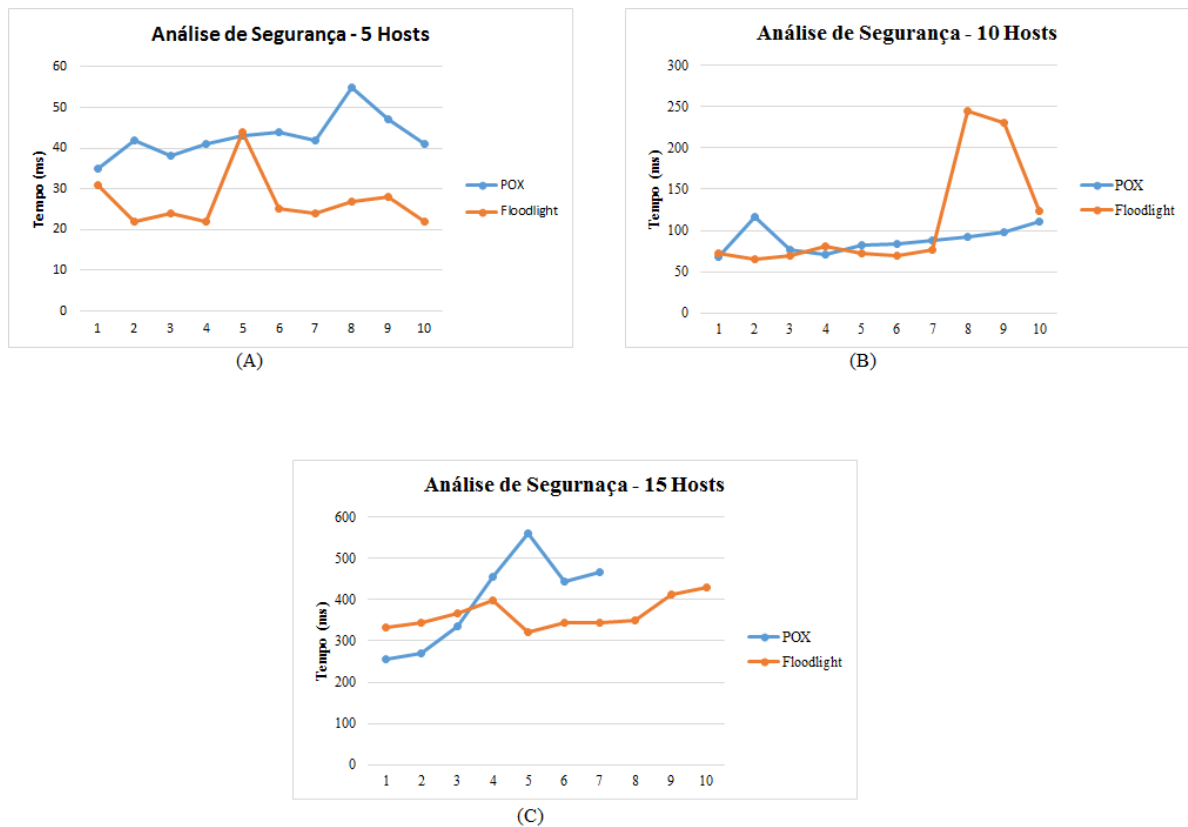 Análise de Segurança - 5 Hosts
60
50
40
30
20
10
0
Tempo (ms)
1 2 3 4 5 6 7 8 9 10
POX
Floodlight
(A)
Análise de Segurança - 10 Hosts
300
250
200
150
100
50
0
Tempo (ms)
1 2 3 4 5 6 7 8 9 10
POX
Floodlight
(B)
Análise de Segurnaça - 15 Hosts
600
500
400
300
200
100
0
Tempo (ms)
1 2 3 4 5 6 7 8 9 10
POX
Floodlight
(C)